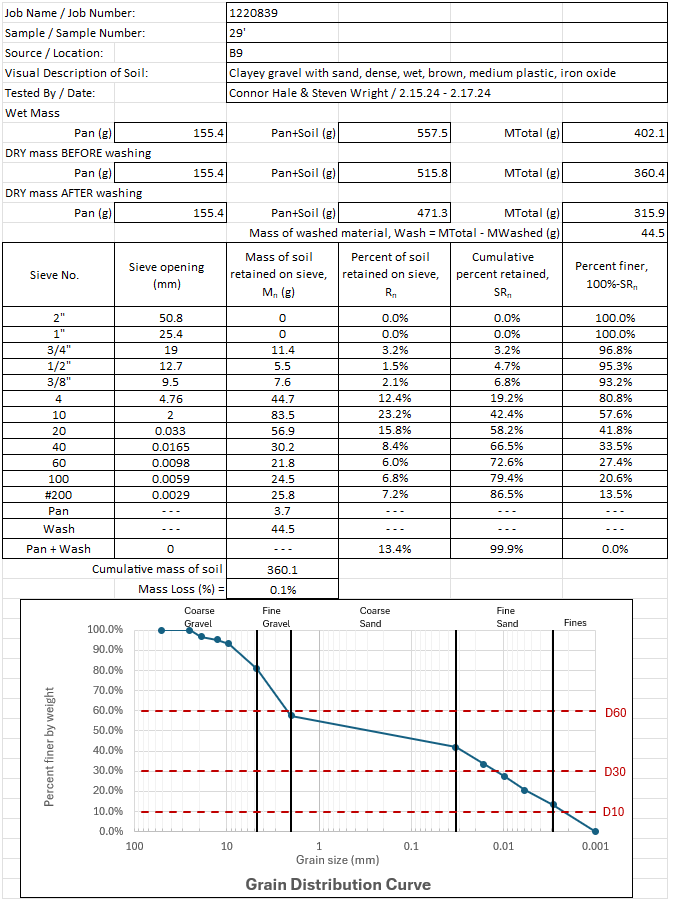 Job Name / Job Number: 1220839
Sample / Sample Number: 29'
Source / Location: B9
Visual Description of Soil: Clayey gravel with sand, dense, wet, brown, medium plastic, iron oxide
Tested By / Date: Connor Hale & Steven Wright / 2.15.24 - 2.17.24
Wet Mass
Pan (g) 155.4 Pan+Soil (g) 557.5 MTotal (g) 402.1
DRY mass BEFORE washing
Pan (g) 155.4 Pan+Soil (g) 515.8 MTotal (g) 360.4
DRY mass AFTER washing
Pan (g) 155.4 Pan+Soil (g) 471.3 MTotal (g) 315.9
Mass of washed material, Wash = MTotal - MWashed (g) 44.5
Sieve No. Sieve opening (mm) Mass of soil retained on sieve, Mn (g) Percent of soil retained on sieve, Rn Cumulative percent retained, SRn Percent finer, 100%-SRn
2" 50.8 0 0.0% 0.0% 100.0%
1" 25.4 0 0.0% 0.0% 100.0%
3/4" 19 11.4 3.2% 3.2% 96.8%
1/2" 12.7 5.5 1.5% 4.7% 95.3%
3/8" 9.5 7.6 2.1% 6.8% 93.2%
4 4.76 44.7 12.4% 19.2% 80.8%
10 2 83.5 23.2% 42.4% 57.6%
20 0.033 56.9 15.8% 58.2% 41.8%
40 0.0165 30.2 8.4% 66.5% 33.5%
60 0.0098 21.8 6.0% 72.6% 27.4%
100 0.0059 24.5 6.8% 79.4% 20.6%
#200 0.0029 25.8 7.2% 86.5% 13.5%
Pan - - - 3.7 - - - - - - - - -
Wash - - - 44.5 - - - - - - - - -
Pan + Wash 0 - - - 13.4% 99.9% 0.0%
Cumulative mass of soil 360.1
Mass Loss (%) = 0.1%
Coarse Gravel
Fine Gravel
Coarse Sand
Fine Sand
Fines
100.0%
90.0%
80.0%
70.0%
60.0%
50.0%
40.0%
30.0%
20.0%
10.0%
0.0%
Percent finer by weight
D60
D30
D10
100 10 1 0.1 0.01 0.001
Grain size (mm)
Grain Distribution Curve